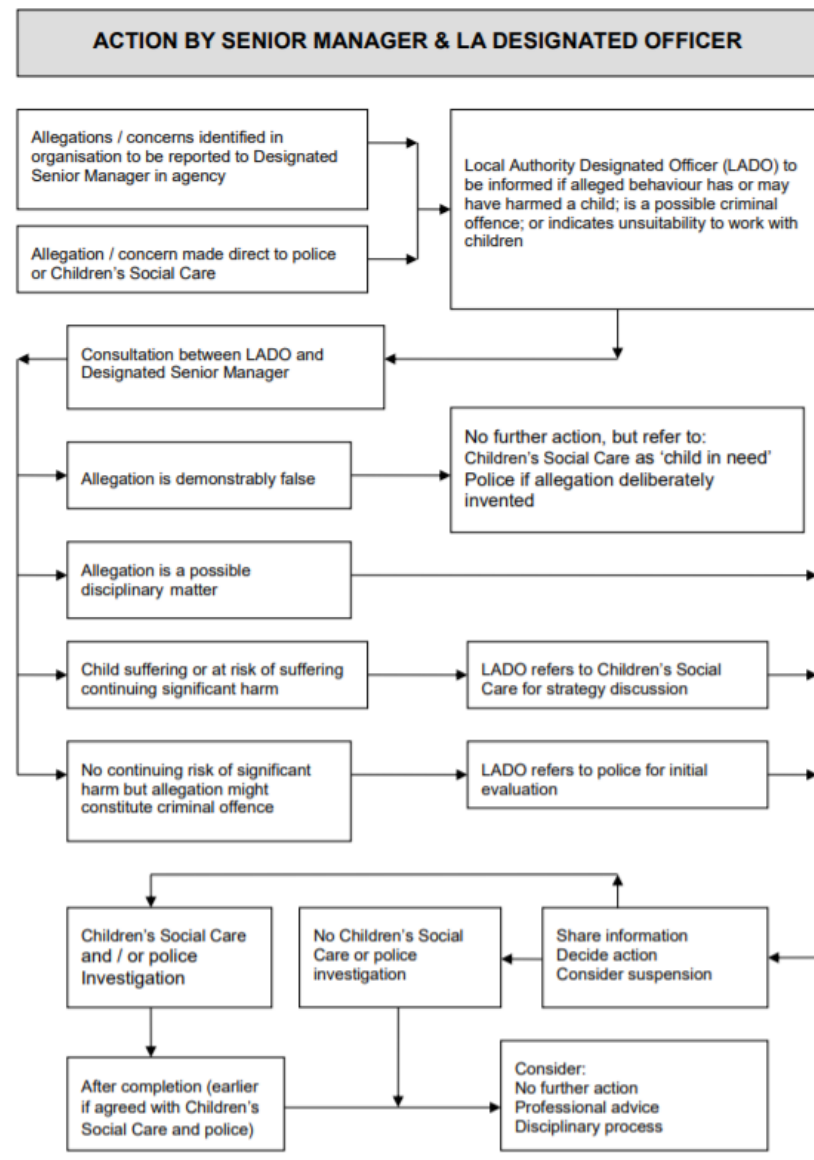 ACTION BY SENIOR MANAGER & LA DESIGNATED OFFICER
Allegations / concerns identified in
organisation to be reported to Designated
Senior Manager in agency
Allegation / concern made direct to police
or Children's Social Care
Local Authority Designated Officer (LADO) to
be informed if alleged behaviour has or may
have harmed a child; is a possible criminal
offence; or indicates unsuitability to work with
children
Consultation between LADO and
Designated Senior Manager
Allegation is demonstrably false
No further action, but refer to:
Children's Social Care as 'child in need'
Police if allegation deliberately
invented
Allegation is a possible
disciplinary matter
Child suffering or at risk of suffering
continuing significant harm
LADO refers to Children's Social
Care for strategy discussion
No continuing risk of significant
harm but allegation might
constitute criminal offence
LADO refers to police for initial
evaluation
Children's Social Care
and / or police
Investigation
No Children's Social
Care or police
investigation
Share information
Decide action
Consider suspension
After completion (earlier
if agreed with Children's
Social Care and police)
Consider:
No further action
Professional advice
Disciplinary process